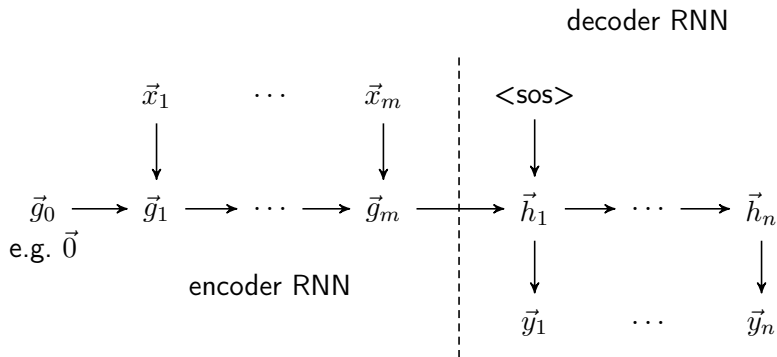 decoder RNN
x⃗₁ ⋯ x⃗ₘ <sos>
g⃗₀ g⃗₁ ⋯ g⃗ₘ h⃗₁ ⋯ h⃗ₙ
e.g. 0⃗
encoder RNN
y⃗₁ ⋯ y⃗ₙ